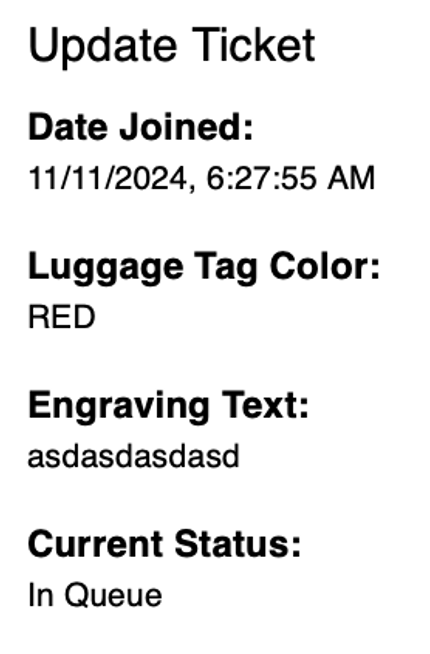 Update Ticket
Date Joined:
11/11/2024, 6:27:55 AM
Luggage Tag Color:
RED
Engraving Text:
asdasdasdasd
Current Status:
In Queue